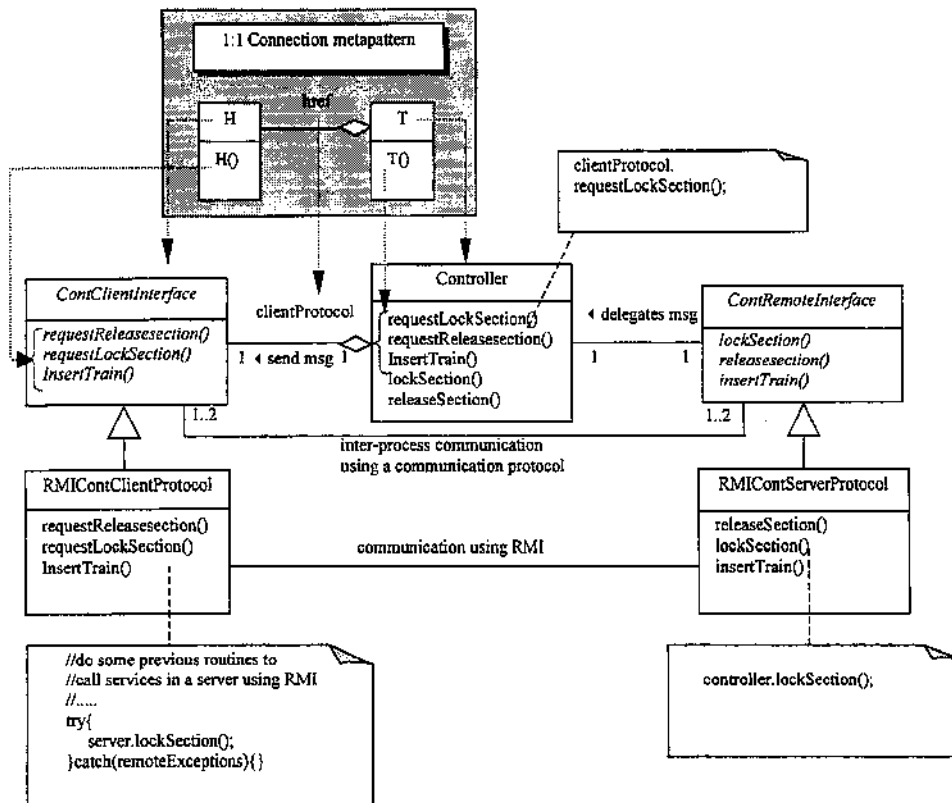 1:1 Connection metapattern
href
H
T
H()
T()
clientProtocol.
requestLockSection();
ContClientInterface
requestReleasesection()
requestLockSection()
InsertTrain()
clientProtocol
1 ◂ send msg 1
Controller
requestLockSection()
requestReleasesection()
InsertTrain()
lockSection()
releaseSection()
◂ delegates msg
1 1
ContRemoteInterface
lockSection()
releasesection()
insertTrain()
1..2
1..2
inter-process communication
using a communication protocol
RMIContClientProtocol
requestReleasesection()
requestLockSection()
InsertTrain()
communication using RMI
RMIContServerProtocol
releaseSection()
lockSection()
insertTrain()
//do some previous routines to
//call services in a server using RMI
//.....
try{
server.lockSection();
}catch(remoteExceptions){}
controller.lockSection();